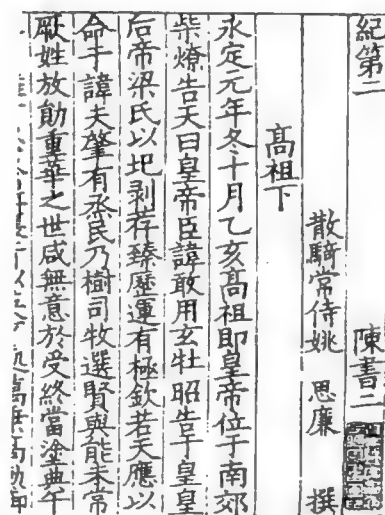 紀第二 陳書二
散騎常侍姚 思廉 撰
高祖下
永定元年冬十月乙亥高祖即皇帝位于南郊
柴燎告天曰皇帝臣諱敢用玄牡昭告于皇皇
后帝梁氏以圯剥荐臻歷運有極欽若天應以
命于諱夫肇有烝民乃樹司牧選賢與能未常
厥姓放勛重華之世咸無意於受終當塗典午